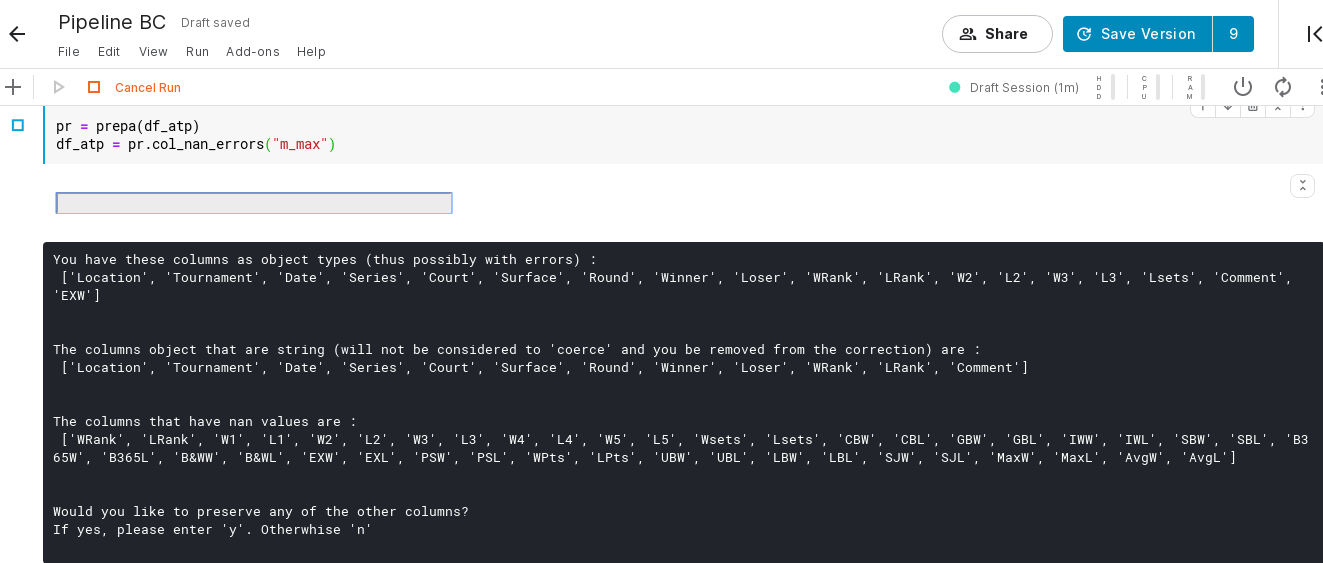 Pipeline BC Draft saved
File Edit View Run Add-ons Help
Share
Save Version 9
Cancel Run
Draft Session (1m)
HDD
CPU
RAM
pr = prepa(df_atp)
df_atp = pr.col_nan_errors("m_max")
You have these columns as object types (thus possibly with errors) :
['Location', 'Tournament', 'Date', 'Series', 'Court', 'Surface', 'Round', 'Winner', 'Loser', 'WRank', 'LRank', 'W2', 'L2', 'W3', 'L3', 'Lsets', 'Comment',
'EXW']
The columns object that are string (will not be considered to 'coerce' and you be removed from the correction) are :
['Location', 'Tournament', 'Date', 'Series', 'Court', 'Surface', 'Round', 'Winner', 'Loser', 'WRank', 'LRank', 'Comment']
The columns that have nan values are :
['WRank', 'LRank', 'W1', 'L1', 'W2', 'L2', 'W3', 'L3', 'W4', 'L4', 'W5', 'L5', 'Wsets', 'Lsets', 'CBW', 'CBL', 'GBW', 'GBL', 'IWW', 'IWL', 'SBW', 'SBL', 'B3
65W', 'B365L', 'B&WW', 'B&WL', 'EXW', 'EXL', 'PSW', 'PSL', 'WPts', 'LPts', 'UBW', 'UBL', 'LBW', 'LBL', 'SJW', 'SJL', 'MaxW', 'MaxL', 'AvgW', 'AvgL']
Would you like to preserve any of the other columns?
If yes, please enter 'y'. Otherwhise 'n'